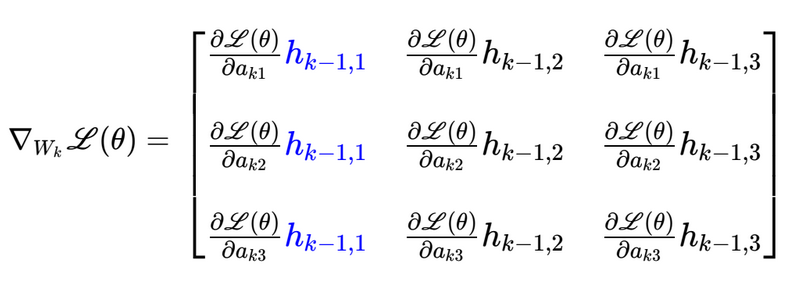 ∂ℒ(θ)/∂a_{k1} h_{k−1,1} ∂ℒ(θ)/∂a_{k1} h_{k−1,2} ∂ℒ(θ)/∂a_{k1} h_{k−1,3}
∇_{W_k} ℒ(θ) = ∂ℒ(θ)/∂a_{k2} h_{k−1,1} ∂ℒ(θ)/∂a_{k2} h_{k−1,2} ∂ℒ(θ)/∂a_{k2} h_{k−1,3}
∂ℒ(θ)/∂a_{k3} h_{k−1,1} ∂ℒ(θ)/∂a_{k3} h_{k−1,2} ∂ℒ(θ)/∂a_{k3} h_{k−1,3}